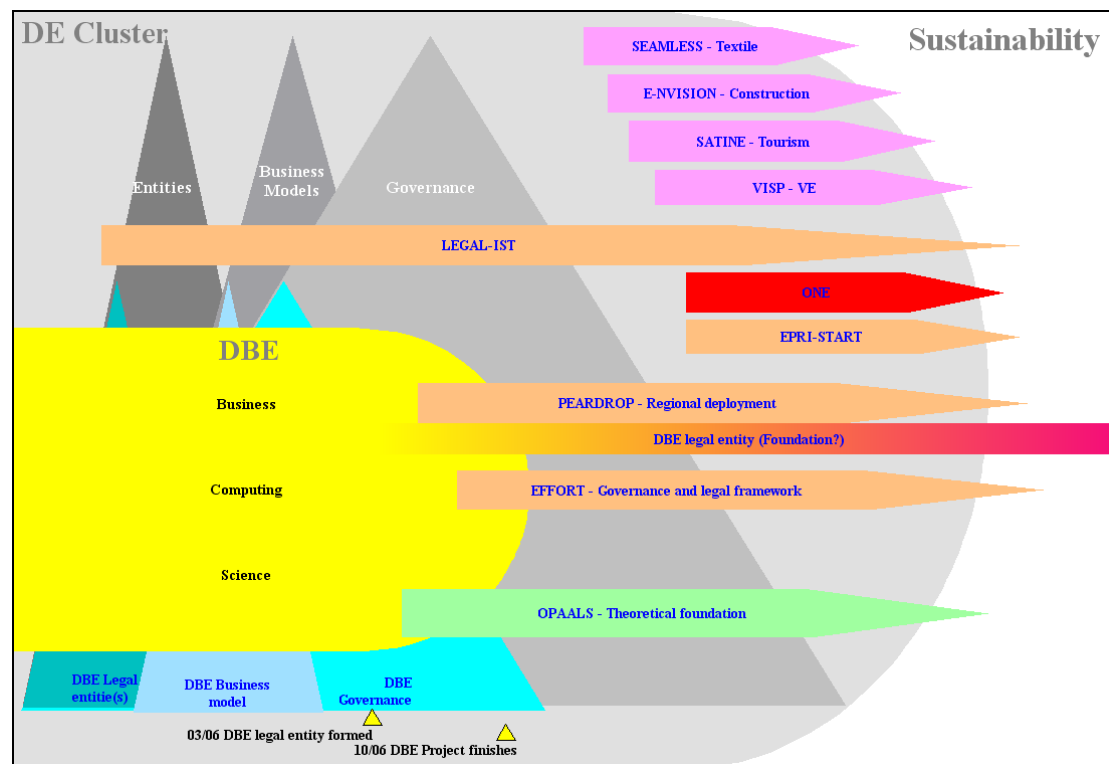 DE Cluster
Sustainability
SEAMLESS - Textile
E-NVISION - Construction
SATINE - Tourism
VISP - VE
Entities
Business
Models
Governance
LEGAL-IST
ONE
EPRI-START
DBE
Business
PEARDROP - Regional deployment
DBE legal entity (Foundation?)
Computing
EFFORT - Governance and legal framework
Science
OPAALS - Theoretical foundation
DBE Legal
entitie(s)
DBE Business
model
DBE
Governance
03/06 DBE legal entity formed
10/06 DBE Project finishes